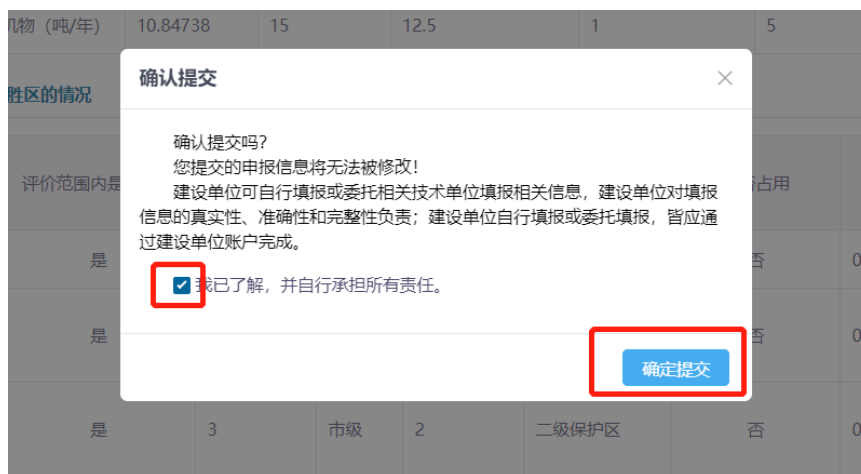 几物（吨/年） 10.84738 15 12.5 1 5
确认提交
胜区的情况
确认提交吗？
您提交的申报信息将无法被修改！
评价范围内是 占用
建设单位可自行填报或委托相关技术单位填报相关信息，建设单位对填报
信息的真实性、准确性和完整性负责；建设单位自行填报或委托填报，皆应通
过建设单位账户完成。
是 否 0
我已了解，并自行承担所有责任。
是 否 0
确定提交
是 3 市级 2 二级保护区 否 0